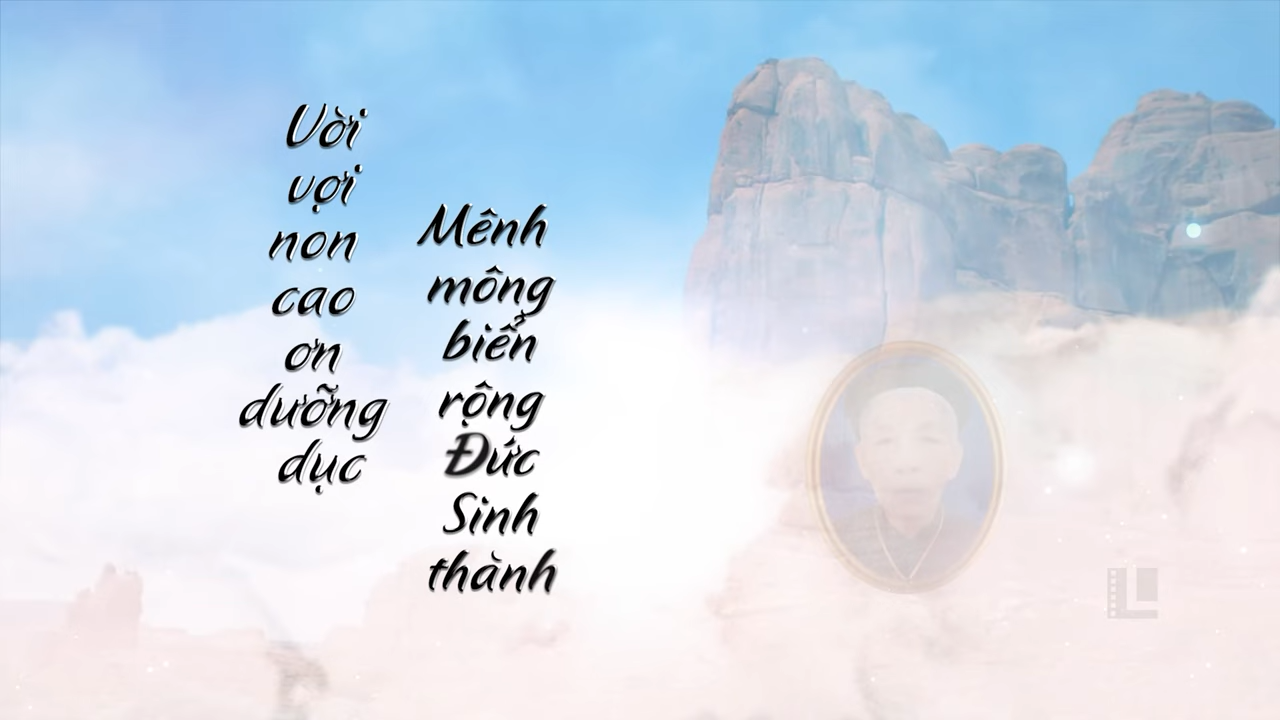 Vời
vợi
non
cao
ơn
dưỡng
dục
Mênh
mông
biển
rộng
Đức
Sinh
thành